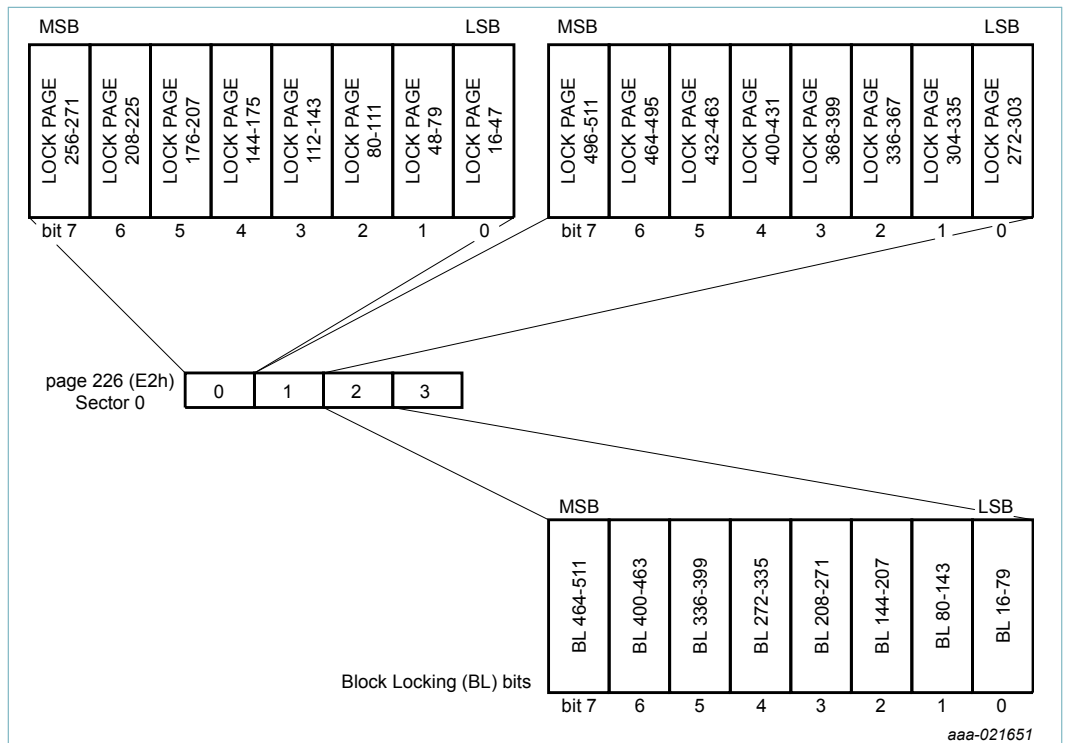 MSB LSB
LOCK PAGE 256-271
LOCK PAGE 208-225
LOCK PAGE 176-207
LOCK PAGE 144-175
LOCK PAGE 112-143
LOCK PAGE 80-111
LOCK PAGE 48-79
LOCK PAGE 16-47
bit 7 6 5 4 3 2 1 0
MSB LSB
LOCK PAGE 496-511
LOCK PAGE 464-495
LOCK PAGE 432-463
LOCK PAGE 400-431
LOCK PAGE 368-399
LOCK PAGE 336-367
LOCK PAGE 304-335
LOCK PAGE 272-303
bit 7 6 5 4 3 2 1 0
page 226 (E2h)
Sector 0
0 1 2 3
MSB LSB
BL 464-511
BL 400-463
BL 336-399
BL 272-335
BL 208-271
BL 144-207
BL 80-143
BL 16-79
Block Locking (BL) bits
bit 7 6 5 4 3 2 1 0
aaa-021651